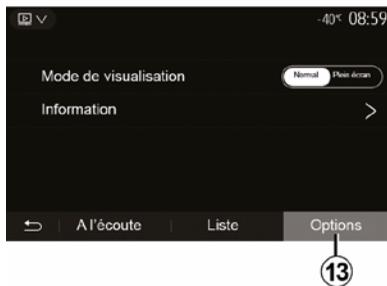 -40°C 08:59
Mode de visualisation Normal Plein écran
Information
A l'écoute Liste Options
13